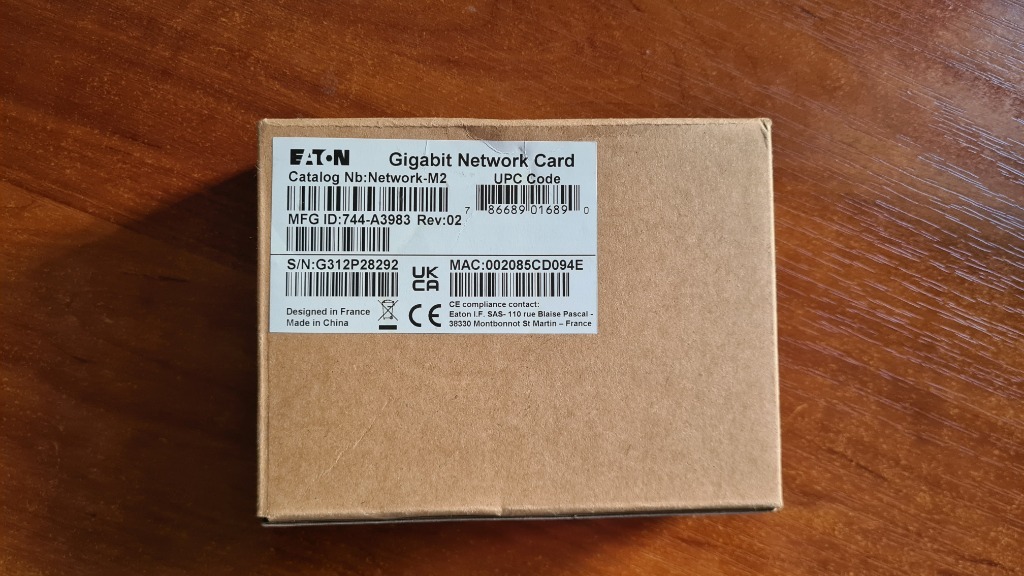 EATON Gigabit Network Card
Catalog Nb:Network-M2 UPC Code
7 86689 01689 0
MFG ID:744-A3983 Rev:02
S/N:G312P28292 UK CA MAC:002085CD094E
Designed in France
Made in China
CE
CE compliance contact:
Eaton I.F. SAS- 110 rue Blaise Pascal -
38330 Montbonnot St Martin – France